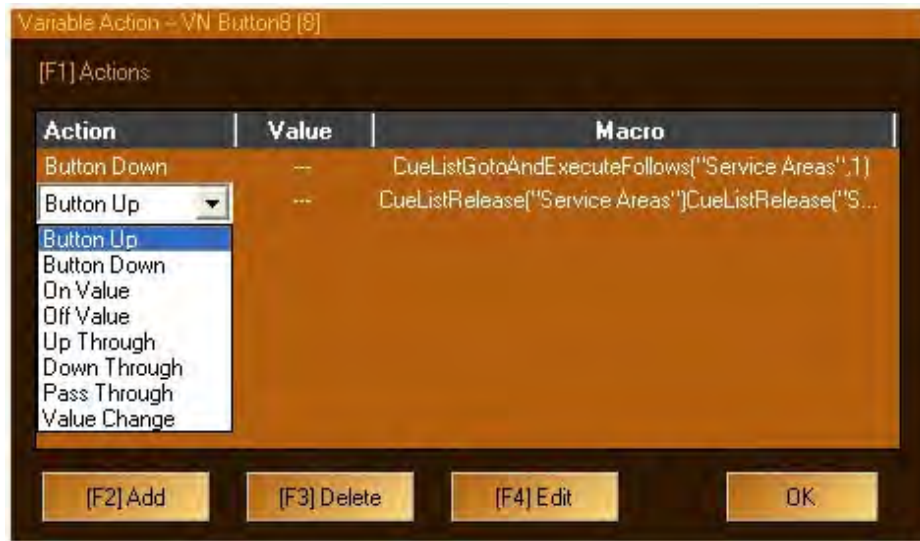 Variable Action – VN Button8 [8]
[F1] Actions
Action Value Macro
Button Down --- CueListGotoAndExecuteFollows("Service Areas",1)
Button Up --- CueListRelease("Service Areas")CueListRelease("S...
Button Up
Button Down
On Value
Off Value
Up Through
Down Through
Pass Through
Value Change
[F2] Add [F3] Delete [F4] Edit OK